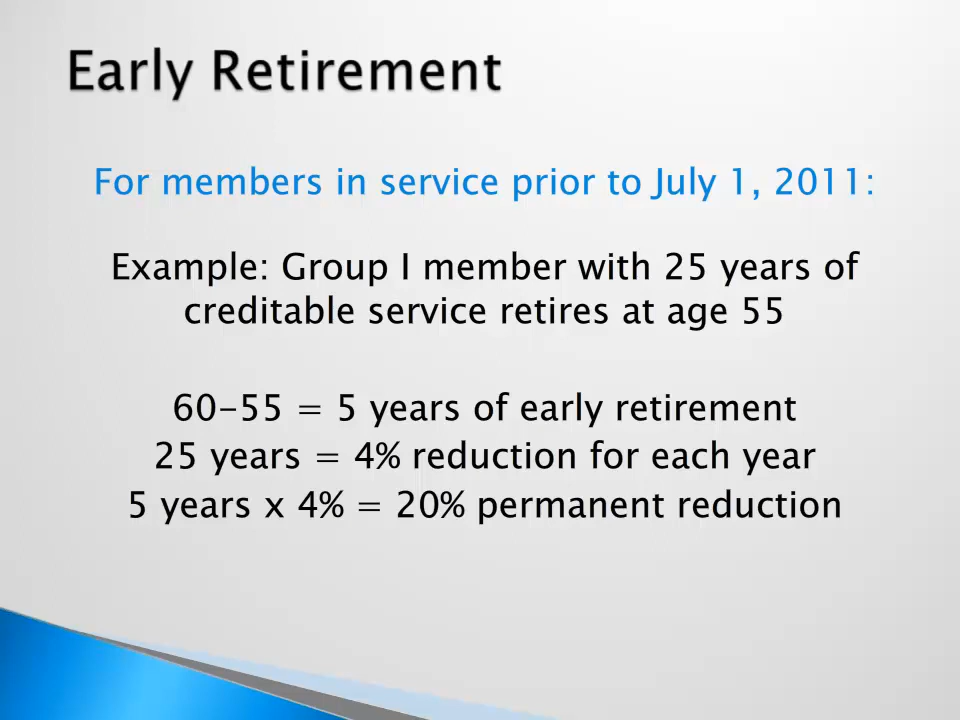 Early Retirement
For members in service prior to July 1, 2011:
Example: Group I member with 25 years of
creditable service retires at age 55
60-55 = 5 years of early retirement
25 years = 4% reduction for each year
5 years x 4% = 20% permanent reduction